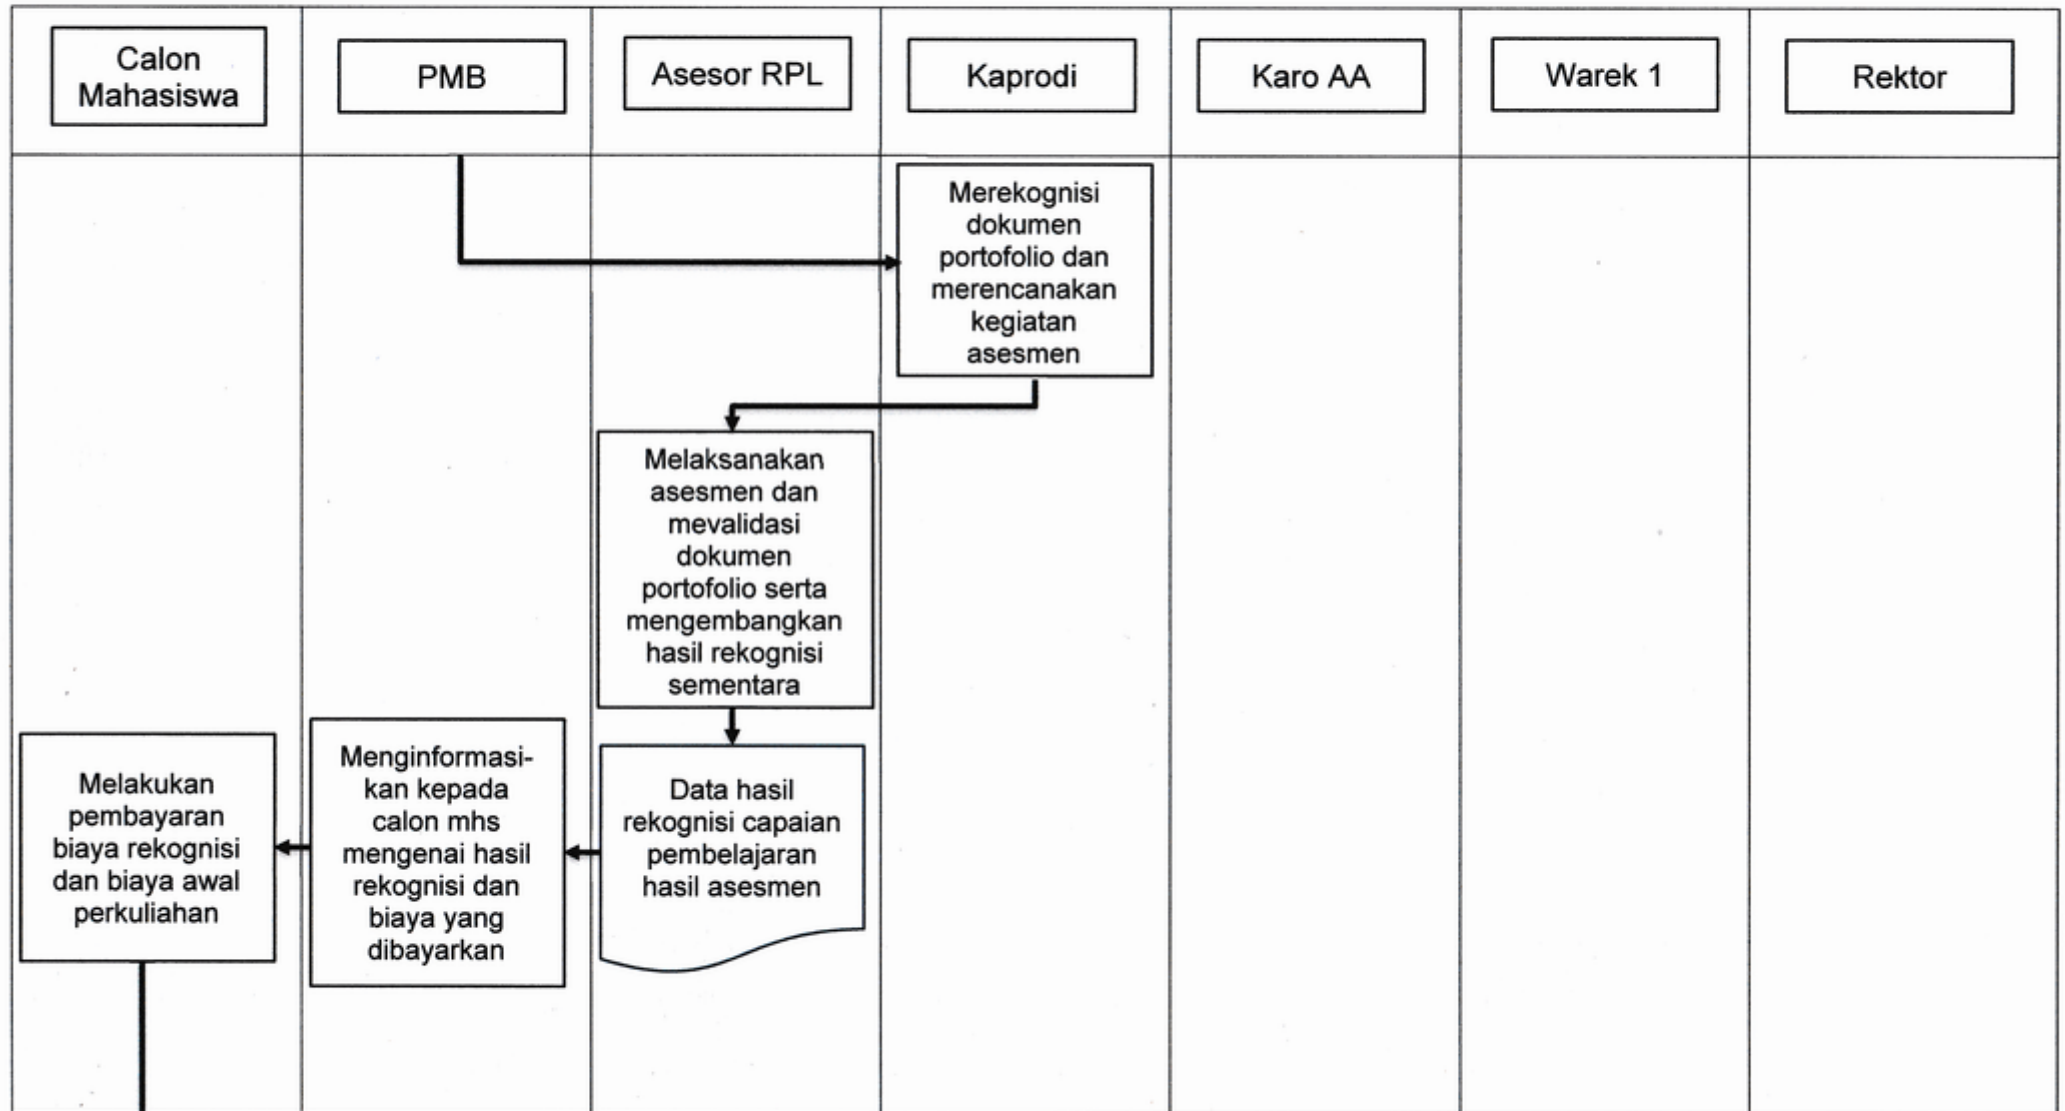 Calon
Mahasiswa
PMB
Asesor RPL
Kaprodi
Karo AA
Warek 1
Rektor
Merekognisi
dokumen
portofolio dan
merencanakan
kegiatan
asesmen
Melaksanakan
asesmen dan
mevalidasi
dokumen
portofolio serta
mengembangkan
hasil rekognisi
sementara
Data hasil
rekognisi capaian
pembelajaran
hasil asesmen
Menginformasi-
kan kepada
calon mhs
mengenai hasil
rekognisi dan
biaya yang
dibayarkan
Melakukan
pembayaran
biaya rekognisi
dan biaya awal
perkuliahan